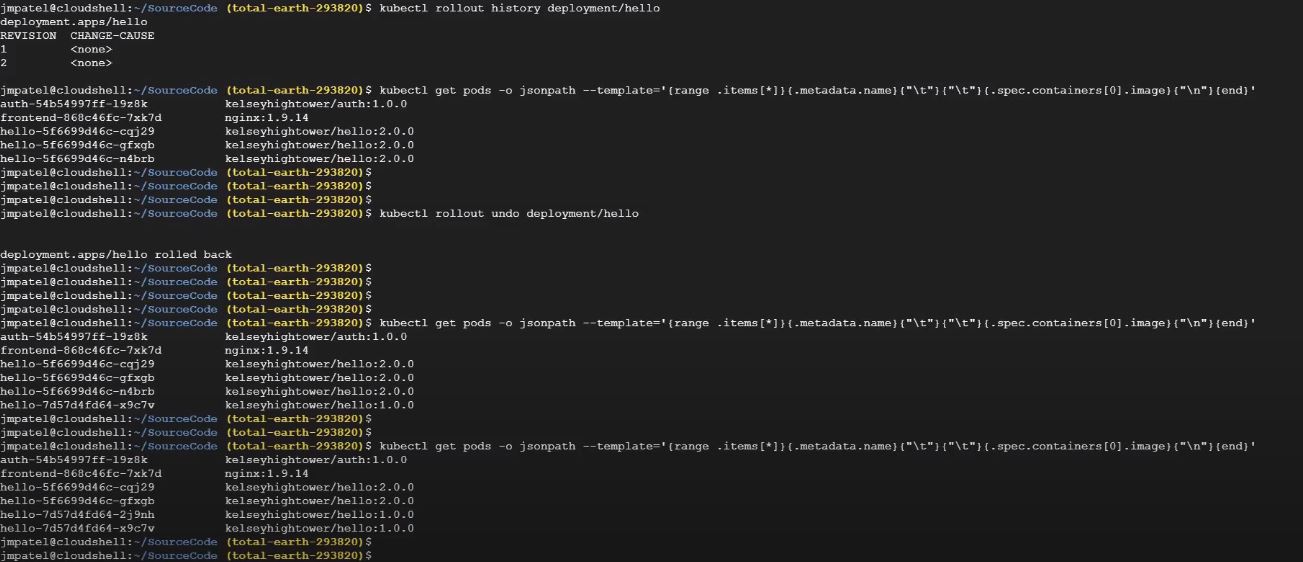 jmpatel@cloudshell:~/SourceCode (total-earth-293820)$ kubectl rollout history deployment/hello
deployment.apps/hello
REVISION  CHANGE-CAUSE
1         <none>
2         <none>
jmpatel@cloudshell:~/SourceCode (total-earth-293820)$ kubectl get pods -o jsonpath --template='{range .items[*]}{.metadata.name}{"\t"}{"\t"}{.spec.containers[0].image}{"\n"}{end}'
auth-54b54997ff-l9z8k           kelseyhightower/auth:1.0.0
frontend-868c46fc-7xk7d         nginx:1.9.14
hello-5f6699d46c-cqj29          kelseyhightower/hello:2.0.0
hello-5f6699d46c-gfxgb          kelseyhightower/hello:2.0.0
hello-5f6699d46c-n4brb          kelseyhightower/hello:2.0.0
jmpatel@cloudshell:~/SourceCode (total-earth-293820)$
jmpatel@cloudshell:~/SourceCode (total-earth-293820)$
jmpatel@cloudshell:~/SourceCode (total-earth-293820)$
jmpatel@cloudshell:~/SourceCode (total-earth-293820)$ kubectl rollout undo deployment/hello
deployment.apps/hello rolled back
jmpatel@cloudshell:~/SourceCode (total-earth-293820)$
jmpatel@cloudshell:~/SourceCode (total-earth-293820)$
jmpatel@cloudshell:~/SourceCode (total-earth-293820)$
jmpatel@cloudshell:~/SourceCode (total-earth-293820)$
jmpatel@cloudshell:~/SourceCode (total-earth-293820)$ kubectl get pods -o jsonpath --template='{range .items[*]}{.metadata.name}{"\t"}{"\t"}{.spec.containers[0].image}{"\n"}{end}'
auth-54b54997ff-l9z8k           kelseyhightower/auth:1.0.0
frontend-868c46fc-7xk7d         nginx:1.9.14
hello-5f6699d46c-cqj29          kelseyhightower/hello:2.0.0
hello-5f6699d46c-gfxgb          kelseyhightower/hello:2.0.0
hello-5f6699d46c-n4brb          kelseyhightower/hello:2.0.0
hello-7d57d4fd64-x9c7v          kelseyhightower/hello:1.0.0
jmpatel@cloudshell:~/SourceCode (total-earth-293820)$
jmpatel@cloudshell:~/SourceCode (total-earth-293820)$
jmpatel@cloudshell:~/SourceCode (total-earth-293820)$ kubectl get pods -o jsonpath --template='{range .items[*]}{.metadata.name}{"\t"}{"\t"}{.spec.containers[0].image}{"\n"}{end}'
auth-54b54997ff-l9z8k           kelseyhightower/auth:1.0.0
frontend-868c46fc-7xk7d         nginx:1.9.14
hello-5f6699d46c-cqj29          kelseyhightower/hello:2.0.0
hello-5f6699d46c-gfxgb          kelseyhightower/hello:2.0.0
hello-7d57d4fd64-2j9nh          kelseyhightower/hello:1.0.0
hello-7d57d4fd64-x9c7v          kelseyhightower/hello:1.0.0
jmpatel@cloudshell:~/SourceCode (total-earth-293820)$
jmpatel@cloudshell:~/SourceCode (total-earth-293820)$